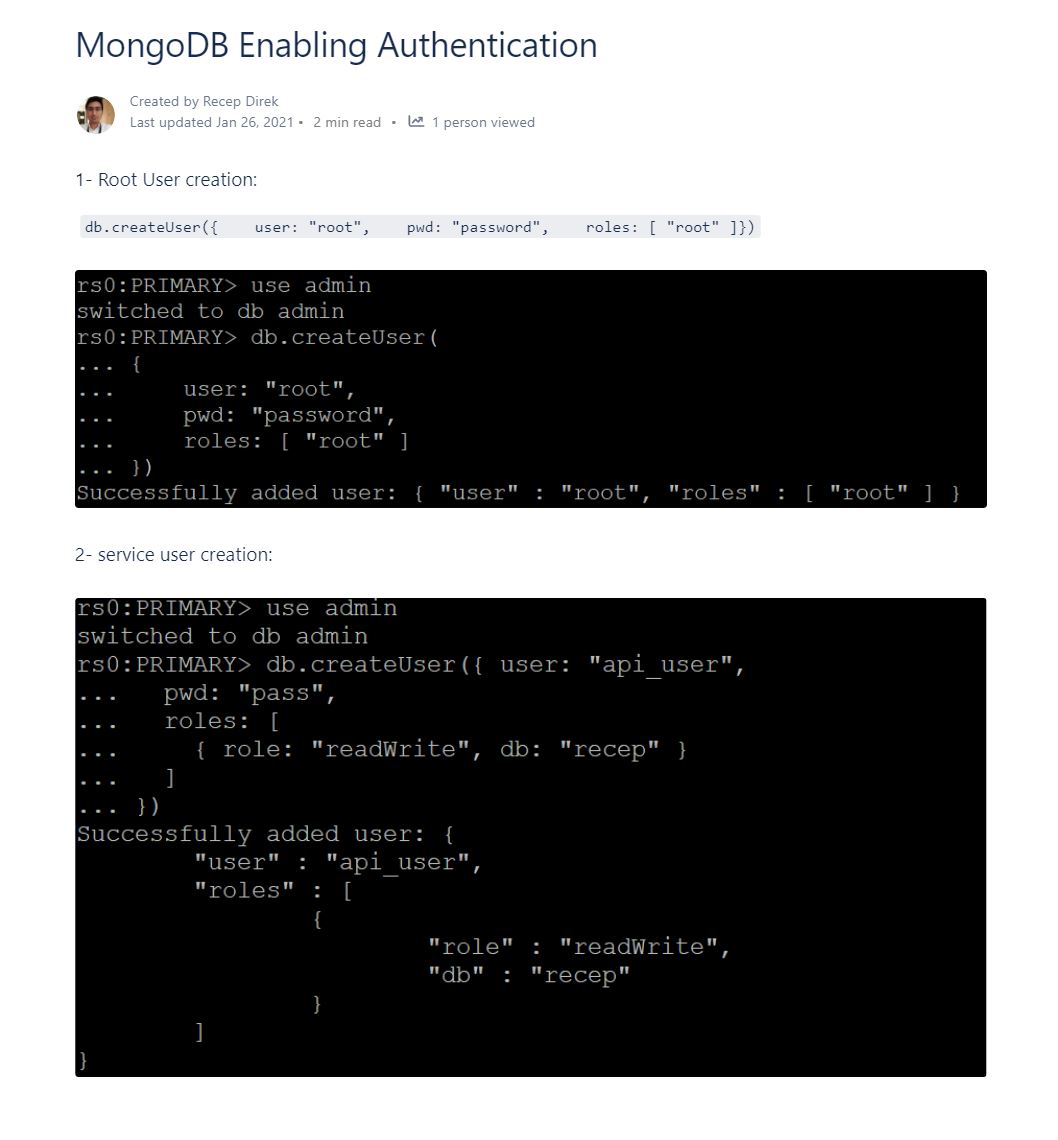 MongoDB Enabling Authentication
Created by Recep Direk
Last updated Jan 26, 2021 • 2 min read • 1 person viewed
1- Root User creation:
db.createUser({    user: "root",    pwd: "password",    roles: [ "root" ]})
rs0:PRIMARY> use admin
switched to db admin
rs0:PRIMARY> db.createUser(
... {
...     user: "root",
...     pwd: "password",
...     roles: [ "root" ]
... })
Successfully added user: { "user" : "root", "roles" : [ "root" ] }
2- service user creation:
rs0:PRIMARY> use admin
switched to db admin
rs0:PRIMARY> db.createUser({ user: "api_user",
...   pwd: "pass",
...   roles: [
...     { role: "readWrite", db: "recep" }
...   ]
... })
Successfully added user: {
        "user" : "api_user",
        "roles" : [
                {
                        "role" : "readWrite",
                        "db" : "recep"
                }
        ]
}